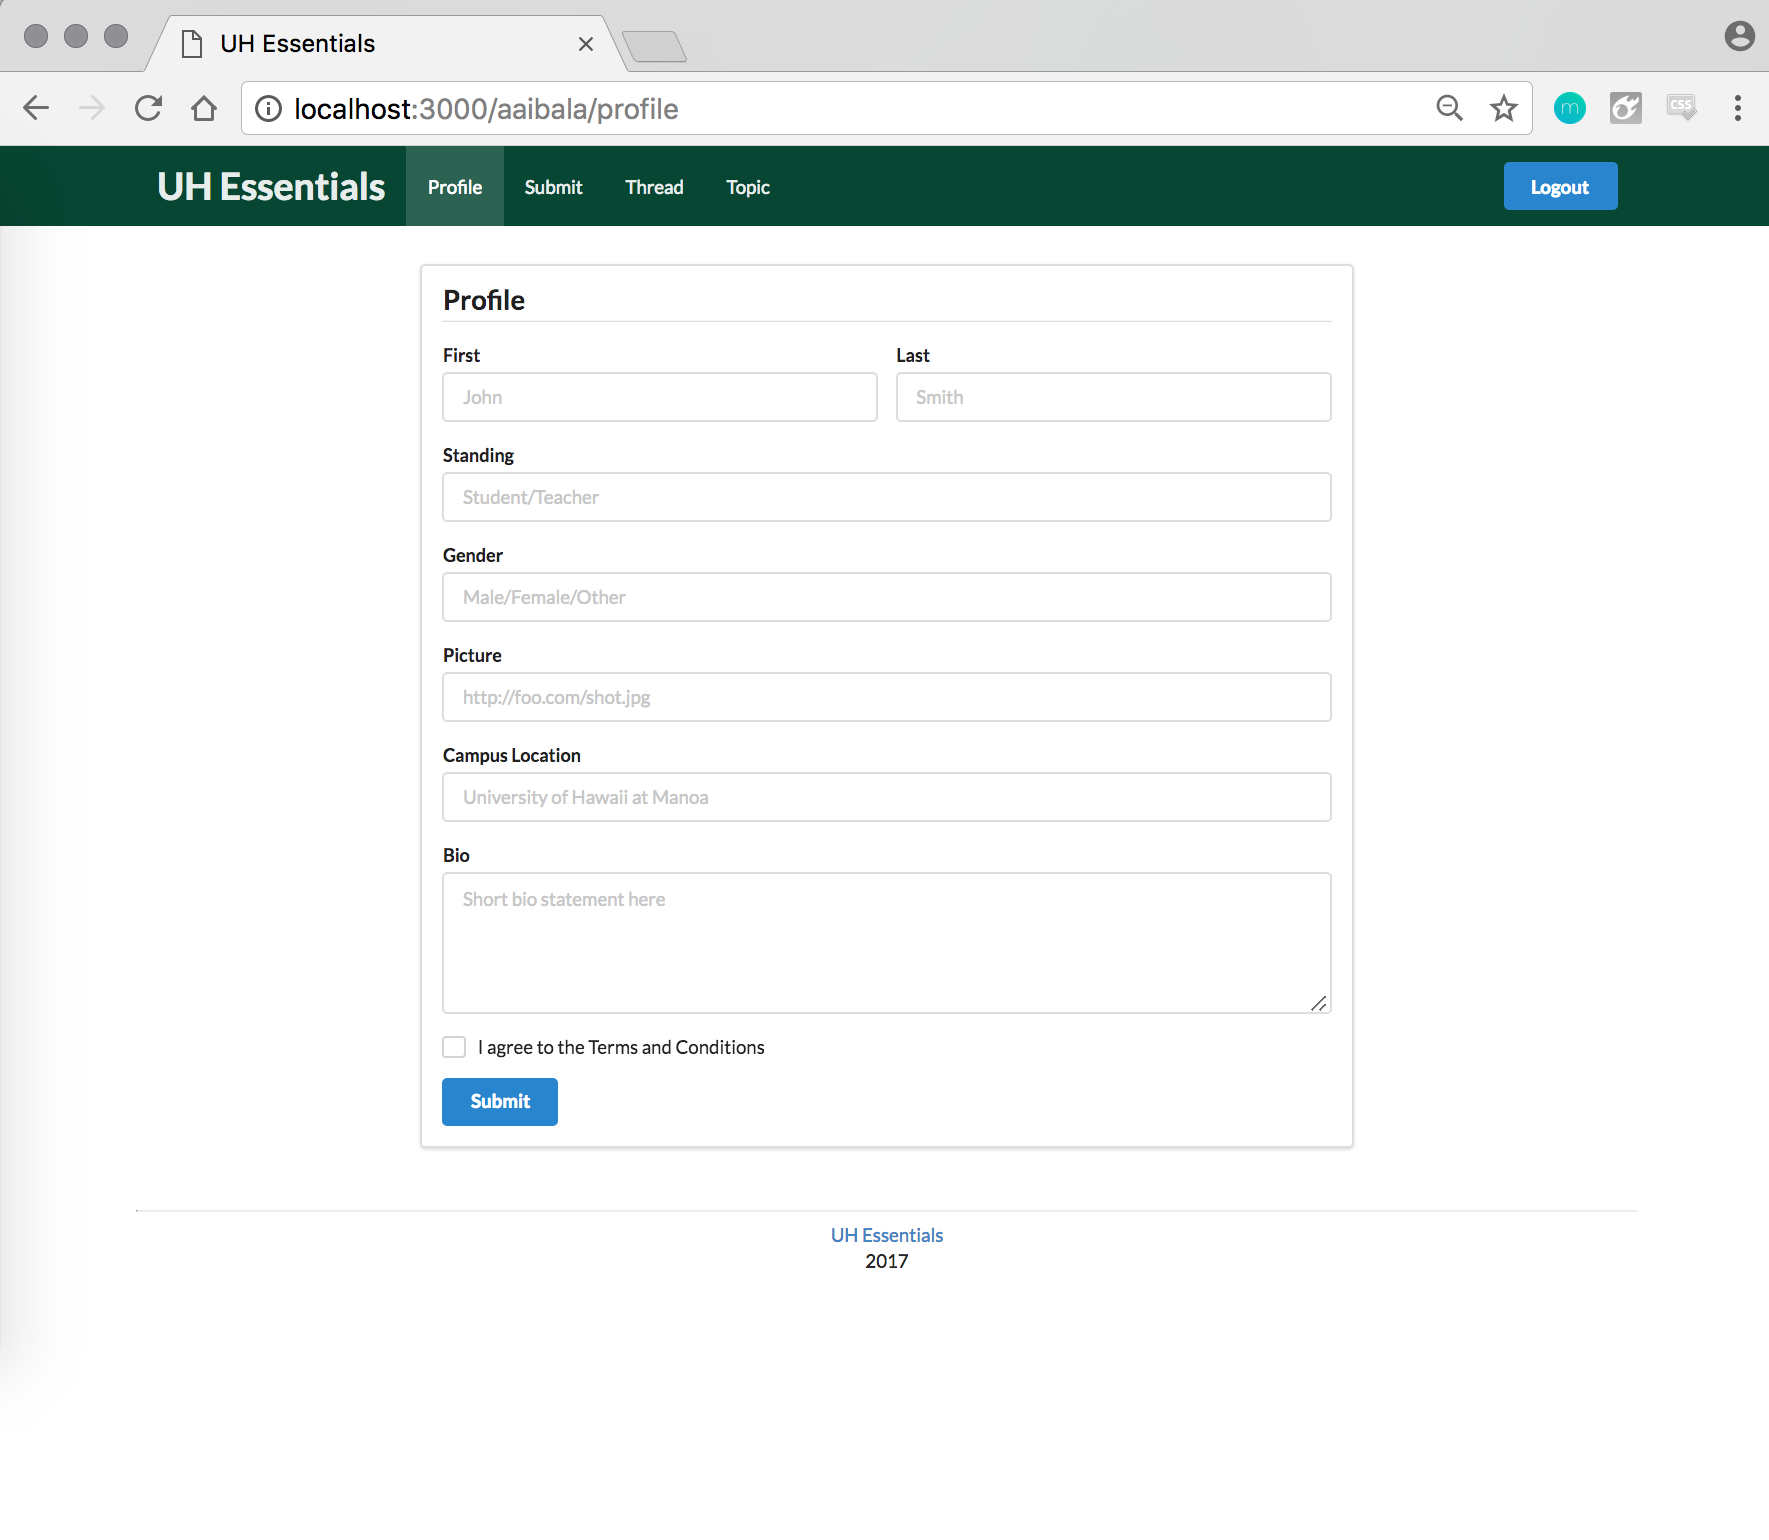 UH Essentials
localhost:3000/aaibala/profile
m
CSS
UH Essentials Profile Submit Thread Topic Logout
Profile
First Last
John Smith
Standing
Student/Teacher
Gender
Male/Female/Other
Picture
http://foo.com/shot.jpg
Campus Location
University of Hawaii at Manoa
Bio
Short bio statement here
I agree to the Terms and Conditions
Submit
UH Essentials
2017